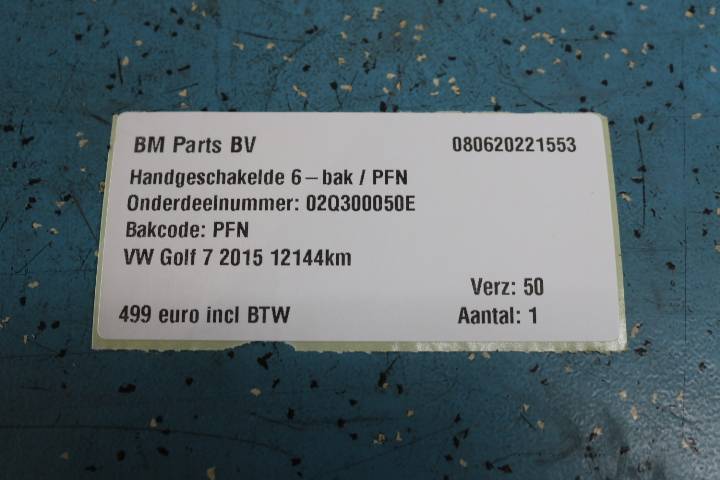 BM Parts BV 080620221553
Handgeschakelde 6 – bak / PFN
Onderdeelnummer: 02Q300050E
Bakcode: PFN
VW Golf 7 2015 12144km
Verz: 50
499 euro incl BTW Aantal: 1